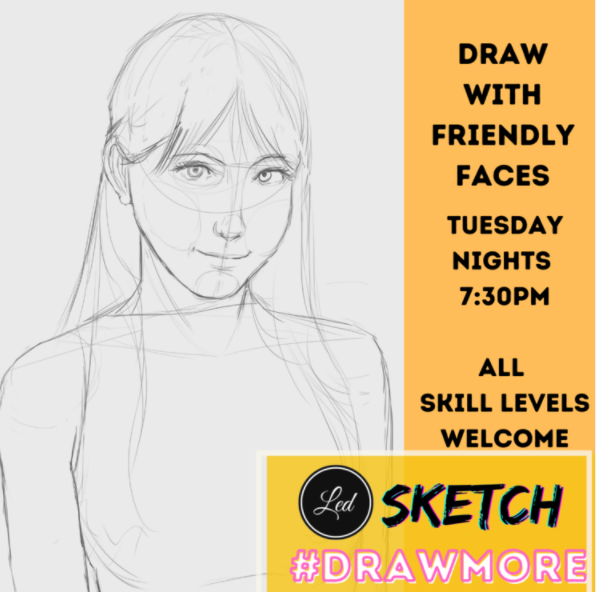 DRAW
WITH
FRIENDLY
FACES
TUESDAY
NIGHTS
7:30PM
ALL
SKILL LEVELS
WELCOME
Led SKETCH
#DRAWMORE